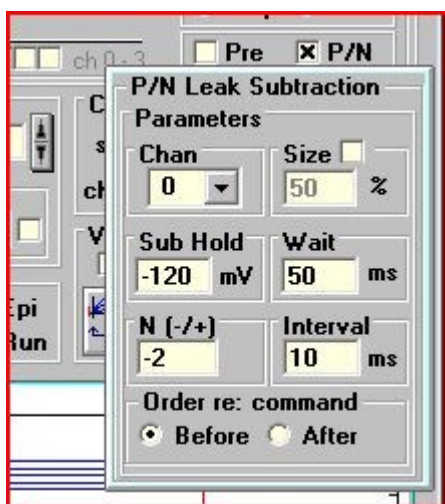 Pre P/N
ch 0 - 3
P/N Leak Subtraction
Parameters
Chan Size
0 50 %
Sub Hold Wait
-120 mV 50 ms
N (-/+) Interval
-2 10 ms
Order re: command
Before After
C
s
ch
V
Epi
Run